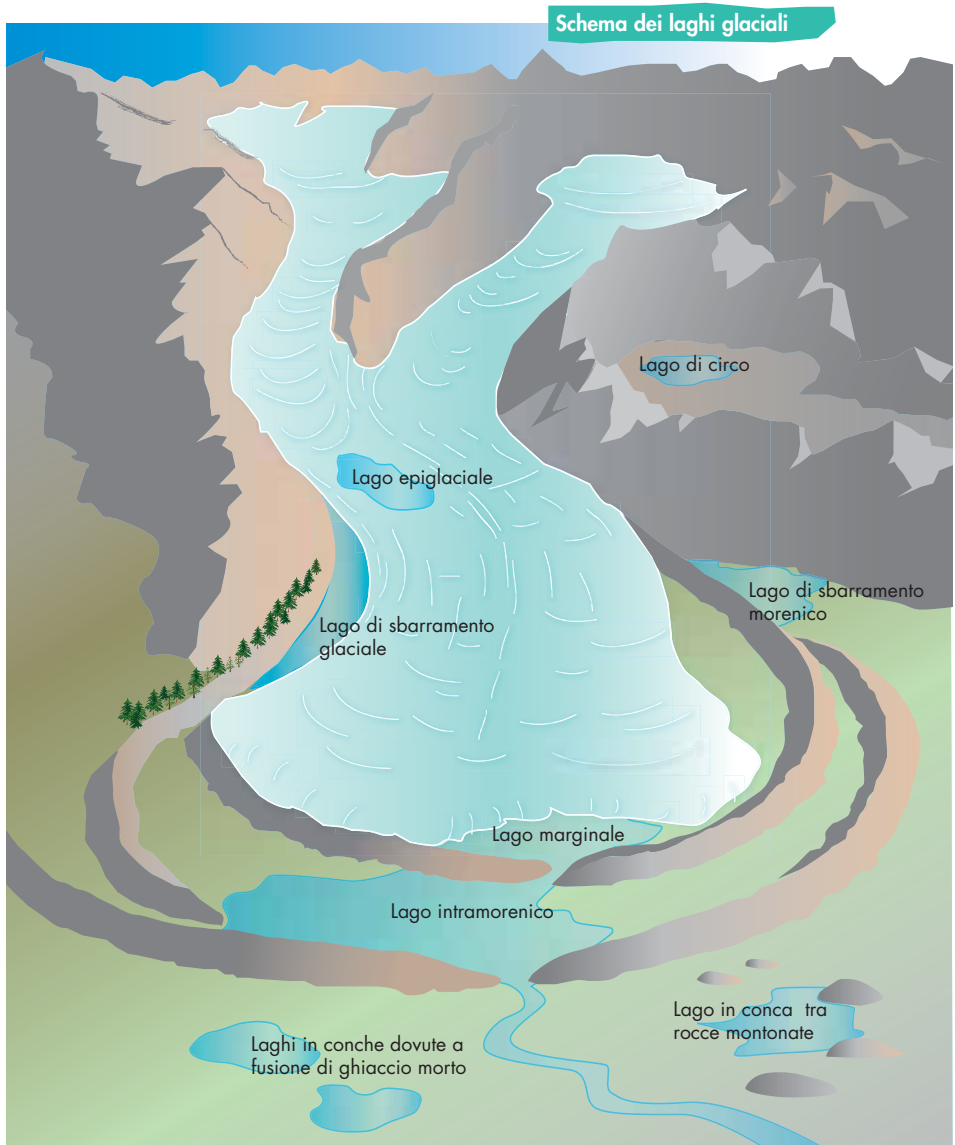 Schema dei laghi glaciali
Lago di circo
Lago epiglaciale
Lago di sbarramento
morenico
Lago di sbarramento
glaciale
Lago marginale
Lago intramorenico
Lago in conca tra
rocce montonate
Laghi in conche dovute a
fusione di ghiaccio morto